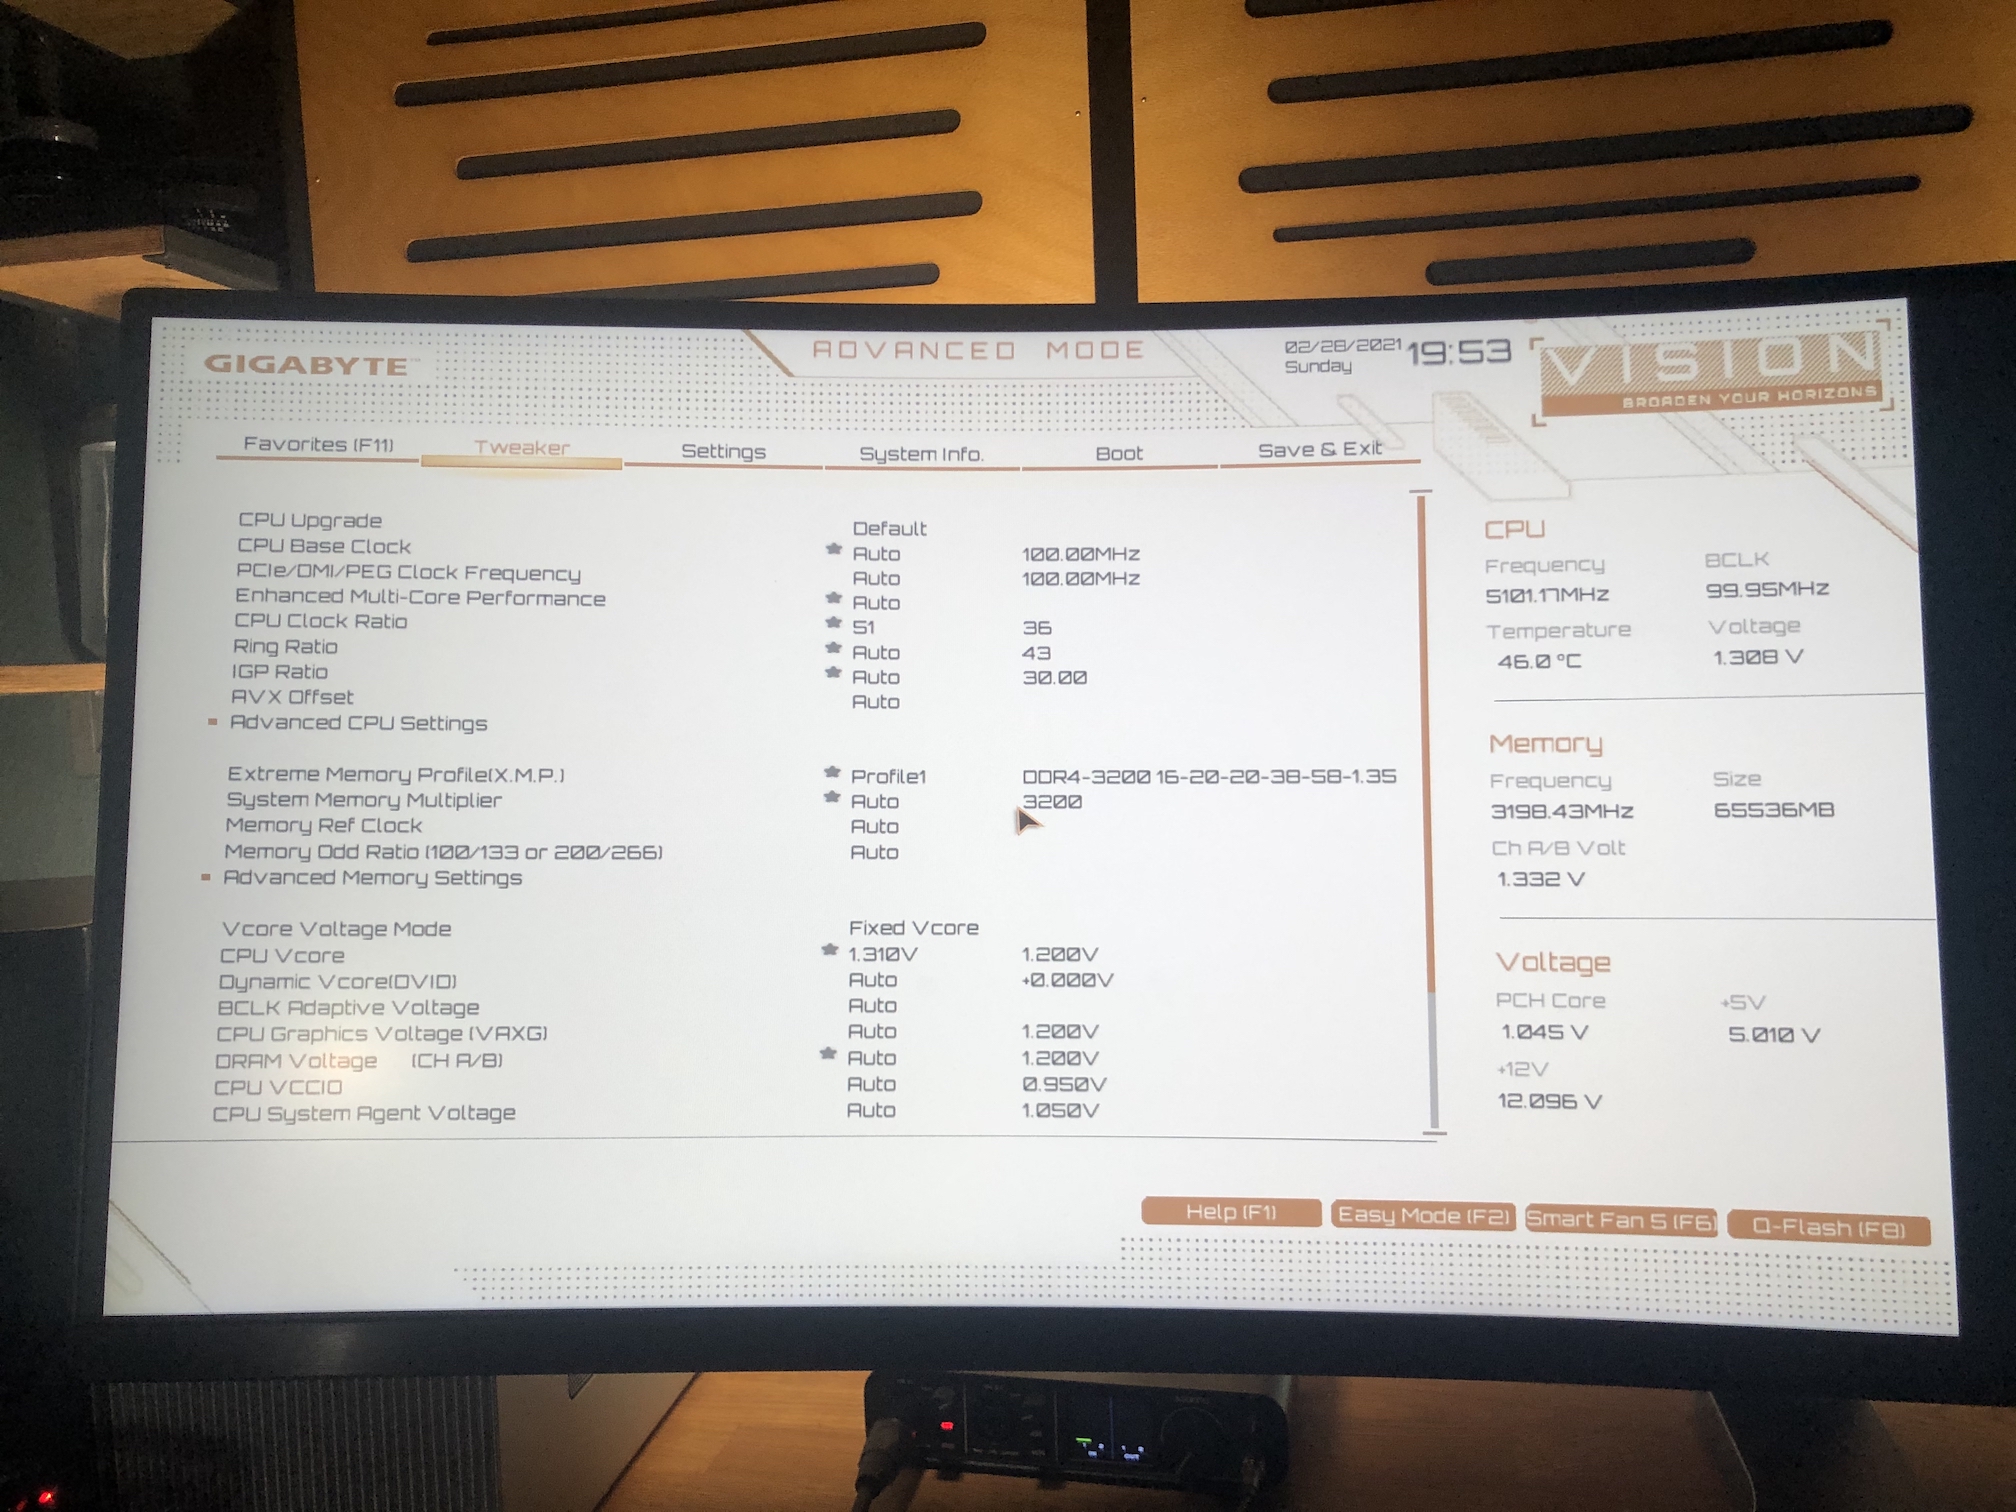 GIGABYTE™
ADVANCED MODE
02/28/2021 19:53
Sunday
VISION
BROADEN YOUR HORIZONS
Favorites (F11) Tweaker Settings System Info. Boot Save & Exit
CPU Upgrade Default
CPU Base Clock Auto 100.00MHz
PCIe/DMI/PEG Clock Frequency Auto 100.00MHz
Enhanced Multi-Core Performance Auto
CPU Clock Ratio 51 36
Ring Ratio Auto 43
IGP Ratio Auto 30.00
AVX Offset Auto
Advanced CPU Settings
Extreme Memory Profile(X.M.P.) Profile1 DDR4-3200 16-20-20-38-58-1.35
System Memory Multiplier Auto 3200
Memory Ref Clock Auto
Memory Odd Ratio (100/133 or 200/266) Auto
Advanced Memory Settings
Vcore Voltage Mode Fixed Vcore
CPU Vcore 1.310V 1.200V
Dynamic Vcore(DVID) Auto +0.000V
BCLK Adaptive Voltage Auto
CPU Graphics Voltage (VAXG) Auto 1.200V
DRAM Voltage (CH A/B) Auto 1.200V
CPU VCCIO Auto 0.950V
CPU System Agent Voltage Auto 1.050V
CPU
Frequency BCLK
5101.17MHz 99.95MHz
Temperature Voltage
46.0 °C 1.308 V
Memory
Frequency Size
3198.43MHz 65536MB
Ch A/B Volt
1.332 V
Voltage
PCH Core +5V
1.045 V 5.010 V
+12V
12.096 V
Help (F1) Easy Mode (F2) Smart Fan 5 (F6) Q-Flash (F8)